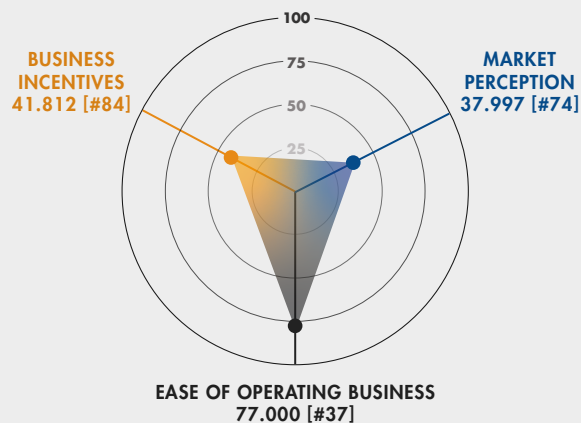 100
75
50
25
BUSINESS
INCENTIVES
41.812 [#84]
MARKET
PERCEPTION
37.997 [#74]
EASE OF OPERATING BUSINESS
77.000 [#37]